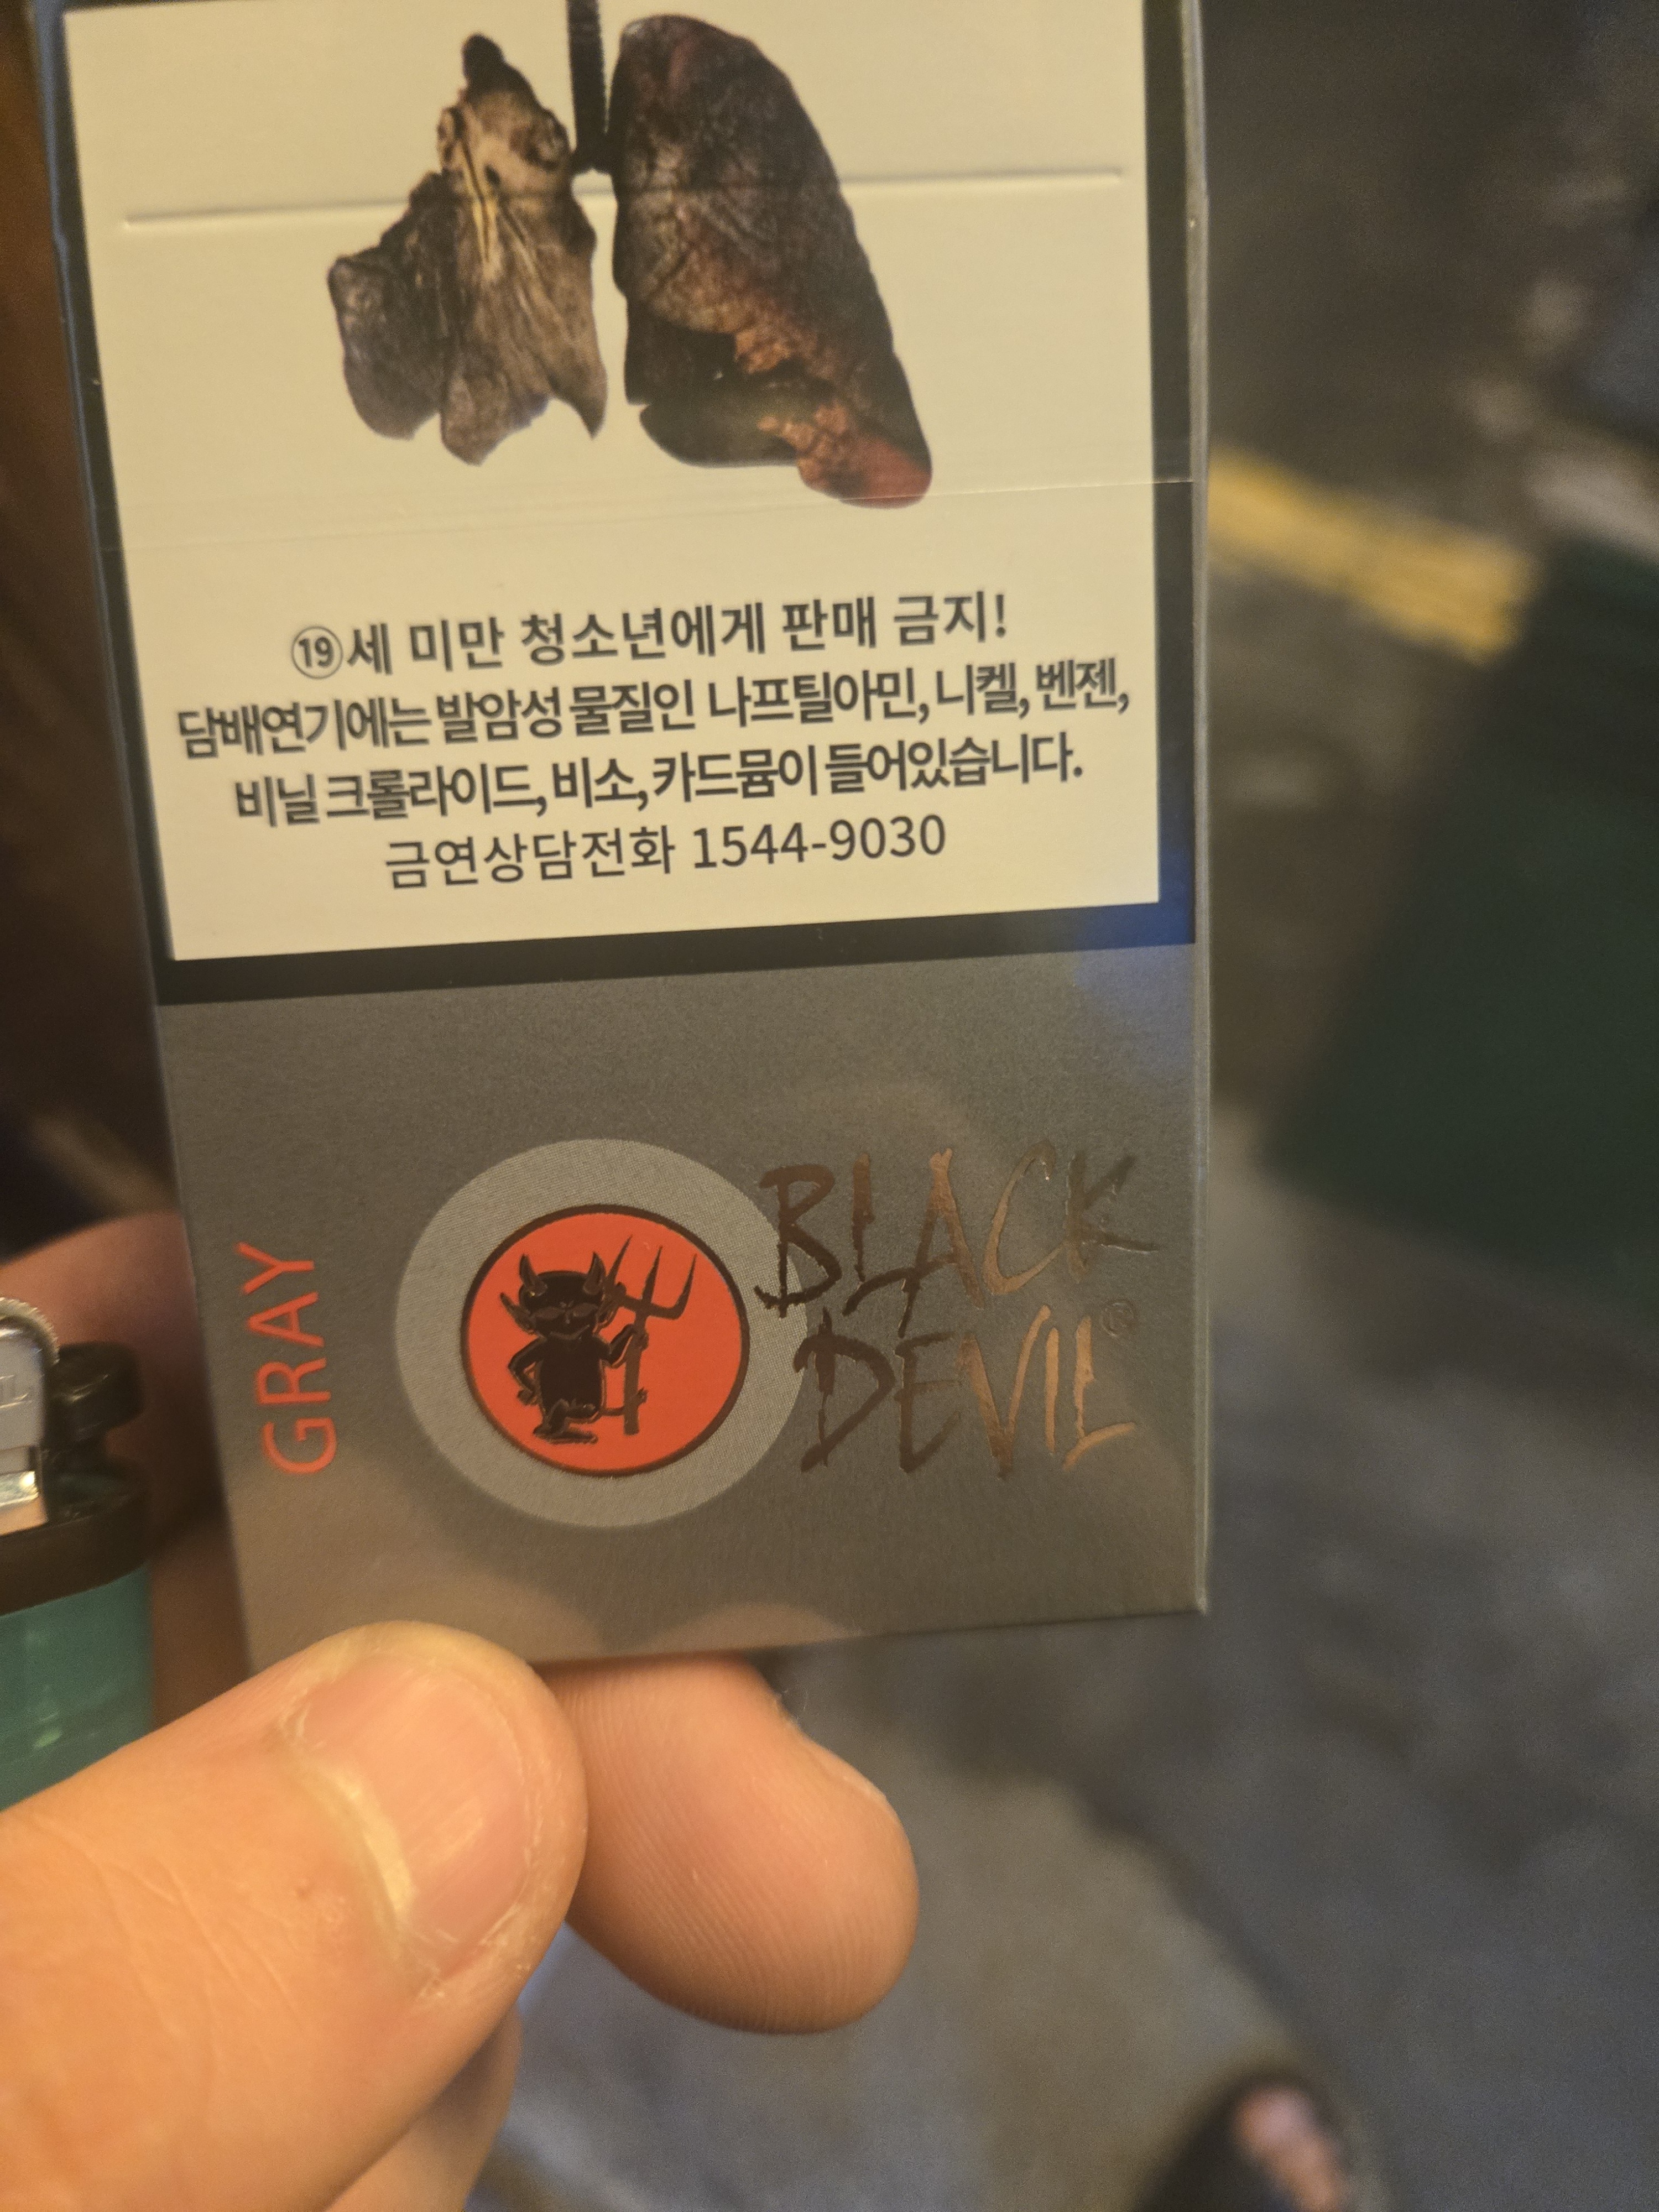 ⑲세 미만 청소년에게 판매 금지!
담배연기에는 발암성 물질인 나프틸아민, 니켈, 벤젠,
비닐 크롤라이드, 비소, 카드뮴이 들어있습니다.
금연상담전화 1544-9030
GRAY
BLACK
DEVIL®